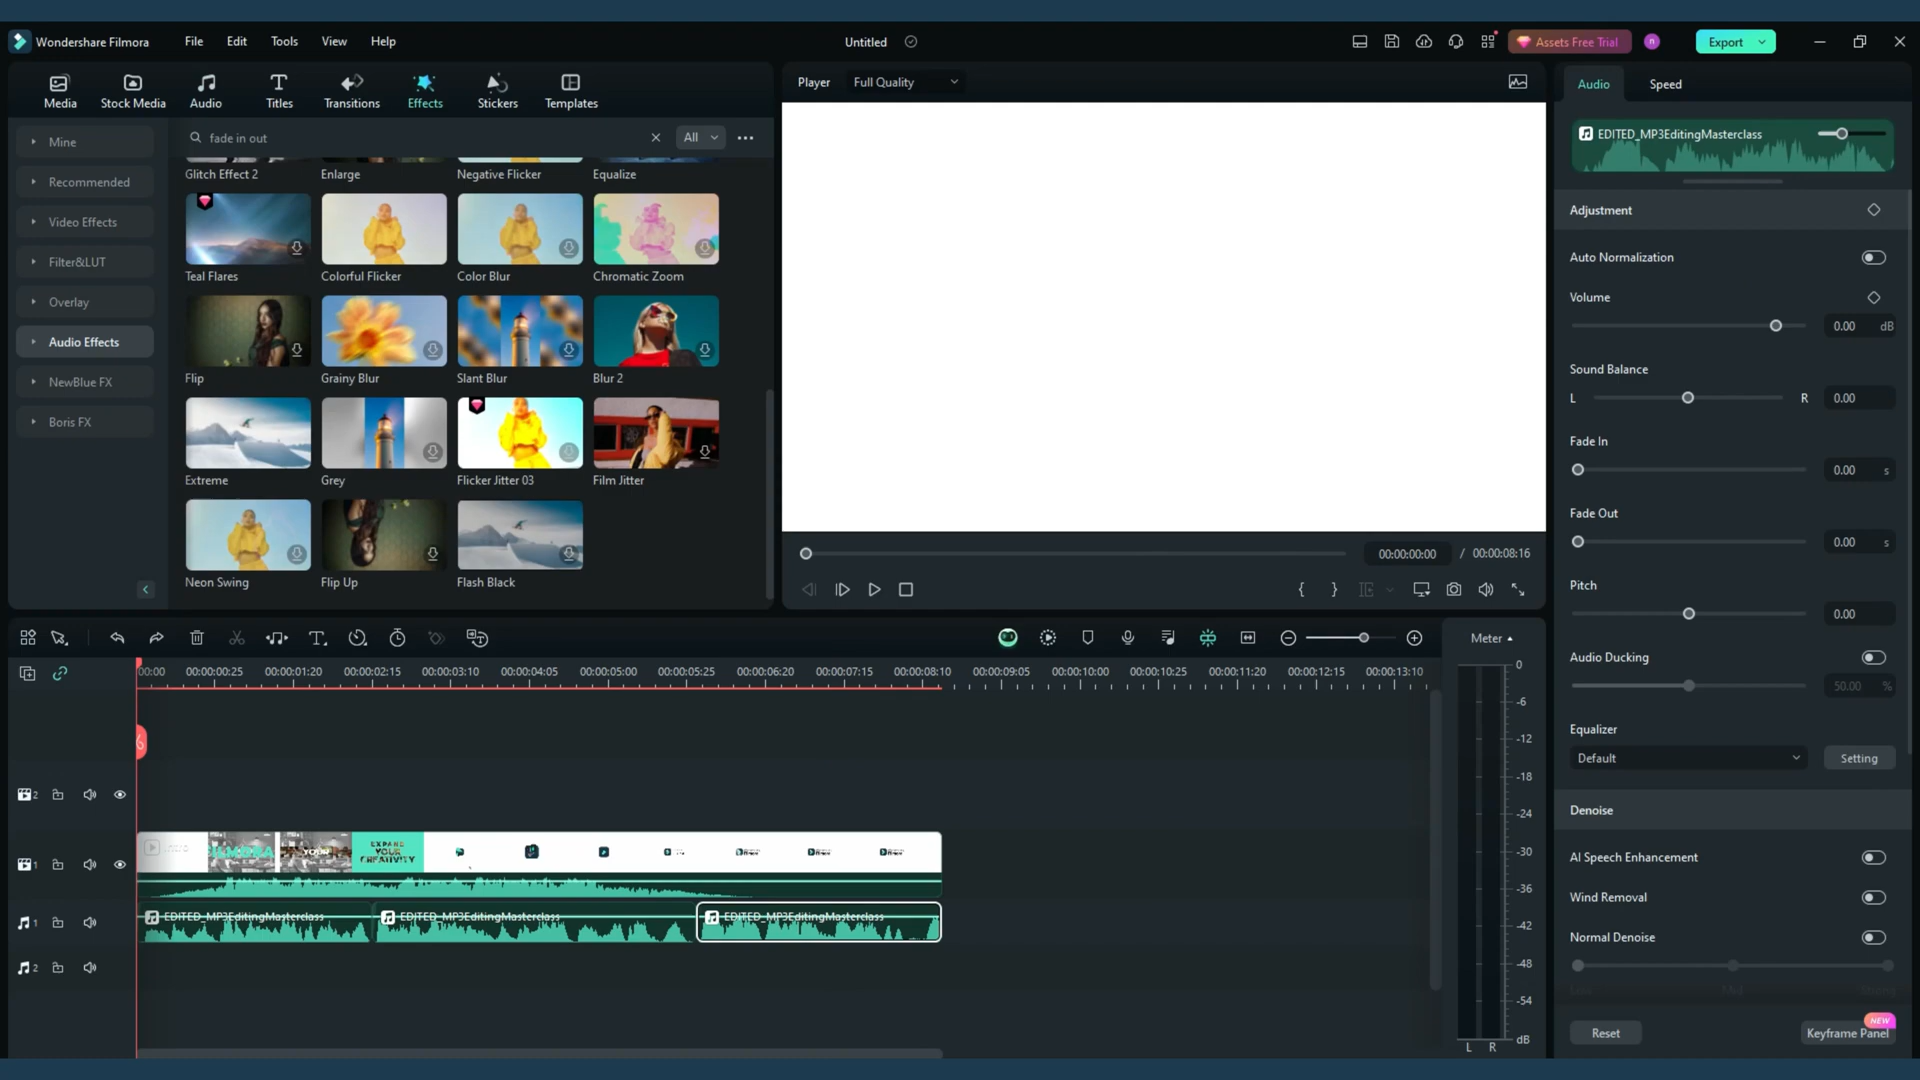 Wondershare Filmora
File
Edit
Tools
View
Help
Untitled
Assets Free Trial
n
Export
Media
Stock Media
Audio
Titles
Transitions
Effects
Stickers
Templates
Player
Full Quality
Audio
Speed
Mine
Recommended
Video Effects
Filter&LUT
Overlay
Audio Effects
NewBlue FX
Boris FX
fade in out
All
Glitch Effect 2
Enlarge
Negative Flicker
Equalize
Teal Flares
Colorful Flicker
Color Blur
Chromatic Zoom
Flip
Grainy Blur
Slant Blur
Blur 2
Extreme
Grey
Flicker Jitter 03
Film Jitter
Neon Swing
Flip Up
Flash Black
00:00:00:00 / 00:00:08:16
EDITED_MP3EditingMasterclass
Adjustment
Auto Normalization
Volume
0.00 dB
Sound Balance
L R 0.00
Fade In
0.00 s
Fade Out
0.00 s
Pitch
0.00
Audio Ducking
50.00 %
Equalizer
Default
Setting
Denoise
AI Speech Enhancement
Wind Removal
Normal Denoise
Reset
NEW
Keyframe Panel
Meter
0
-6
-12
-18
-24
-30
-36
-42
-48
-54
dB
L R
00:00 00:00:00:25 00:00:01:20 00:00:02:15 00:00:03:10 00:00:04:05 00:00:05:00 00:00:05:25 00:00:06:20 00:00:07:15 00:00:08:10 00:00:09:05 00:00:10:00 00:00:10:25 00:00:11:20 00:00:12:15 00:00:13:10
2
1
Intro
FILMORA
YOUR
EXPAND
YOUR
CREATIVITY
1
EDITED_MP3EditingMasterclass
EDITED_MP3EditingMasterclass
EDITED_MP3EditingMasterclass
2